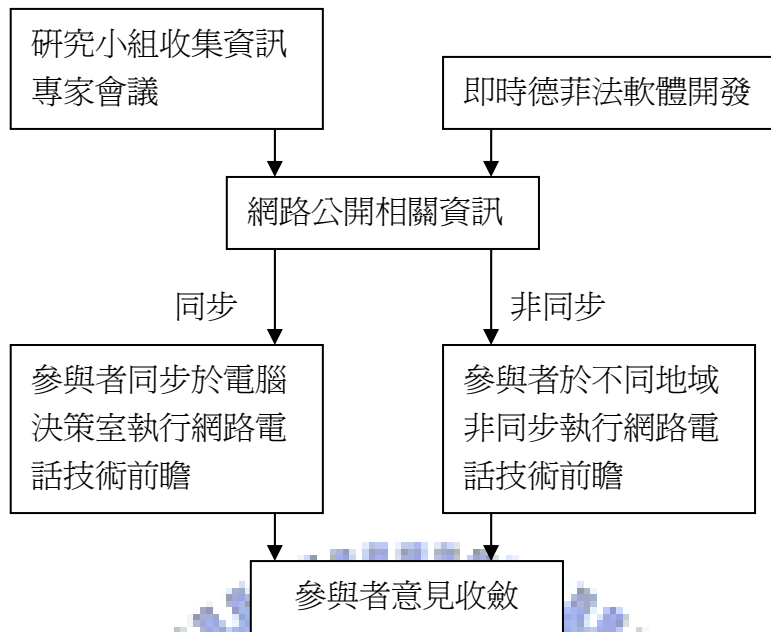 研究小組收集資訊
專家會議
即時德菲法軟體開發
網路公開相關資訊
同步
非同步
參與者同步於電腦
決策室執行網路電
話技術前瞻
參與者於不同地域
非同步執行網路電
話技術前瞻
參與者意見收斂